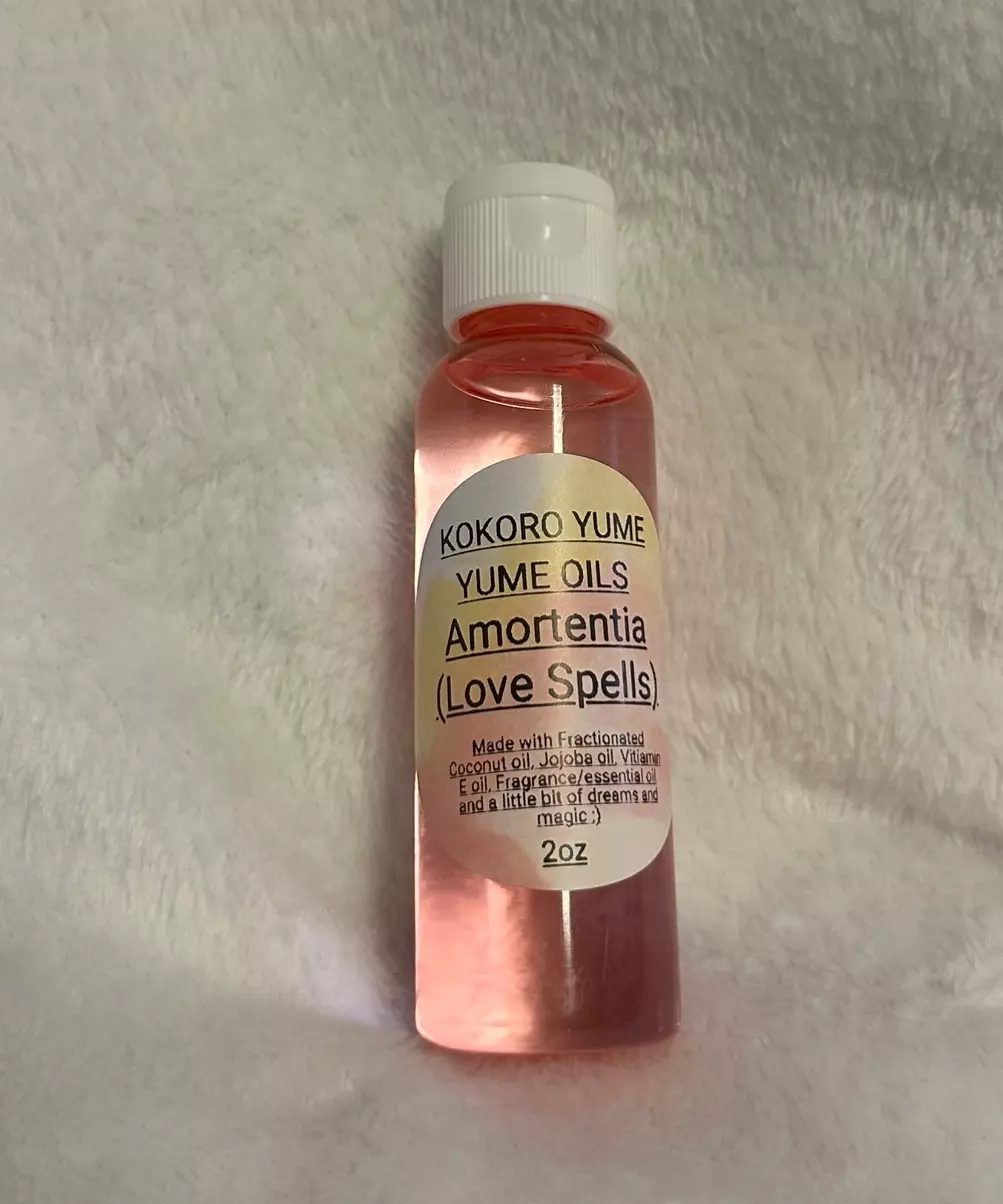 KOKORO YUME
YUME OILS
Amortentia
(Love Spells)
Made with Fractionated
Coconut oil, Jojoba oil, Vitiamin
E oil, Fragrance/essential oil
and a little bit of dreams and
magic ;)
2oz